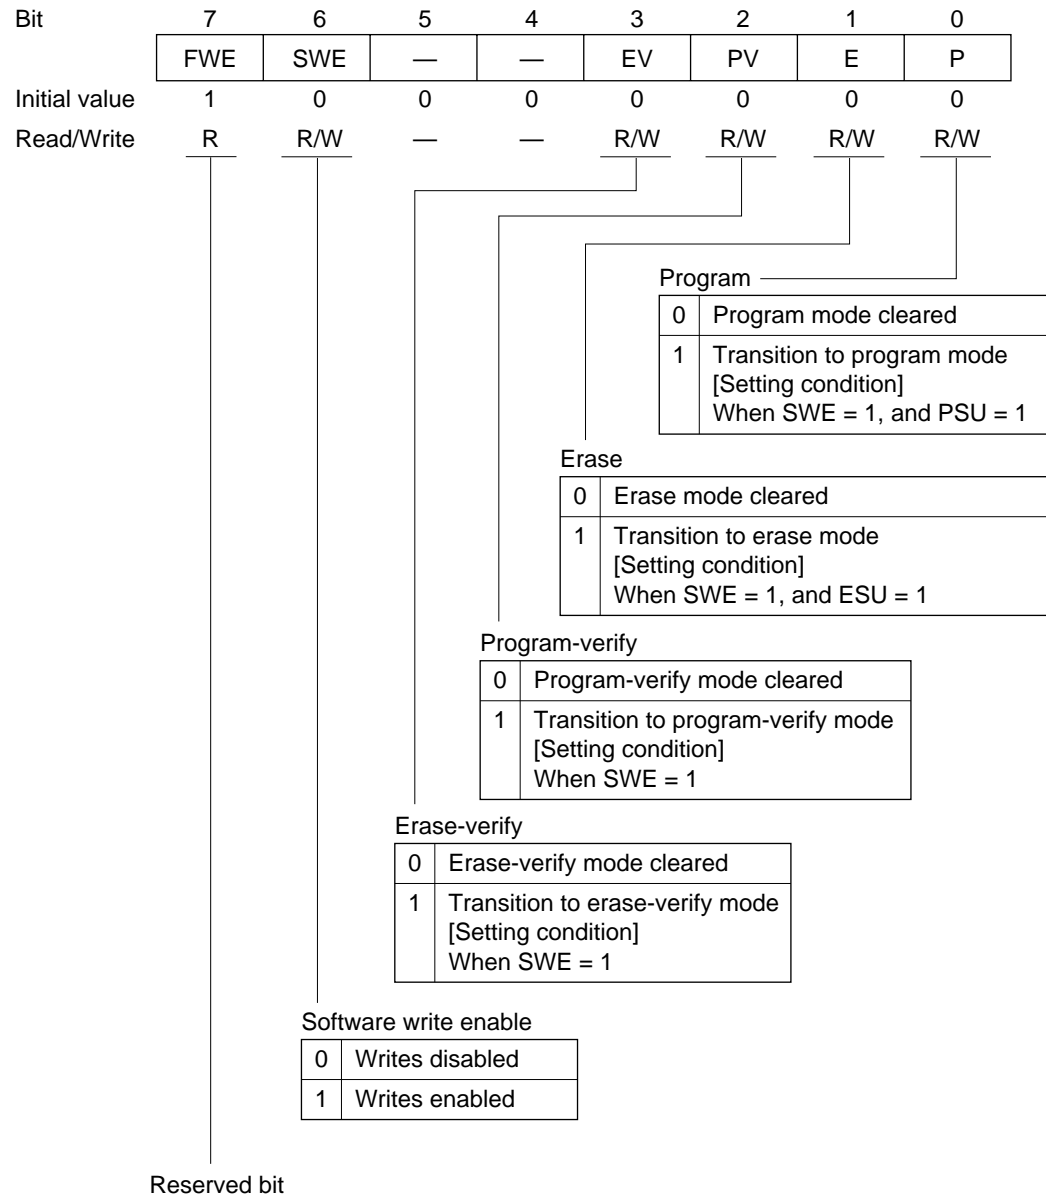 Bit 7 6 5 4 3 2 1 0
FWE SWE — — EV PV E P
Initial value 1 0 0 0 0 0 0 0
Read/Write R R/W — — R/W R/W R/W R/W
Program
0 Program mode cleared
1 Transition to program mode
[Setting condition]
When SWE = 1, and PSU = 1
Erase
0 Erase mode cleared
1 Transition to erase mode
[Setting condition]
When SWE = 1, and ESU = 1
Program-verify
0 Program-verify mode cleared
1 Transition to program-verify mode
[Setting condition]
When SWE = 1
Erase-verify
0 Erase-verify mode cleared
1 Transition to erase-verify mode
[Setting condition]
When SWE = 1
Software write enable
0 Writes disabled
1 Writes enabled
Reserved bit